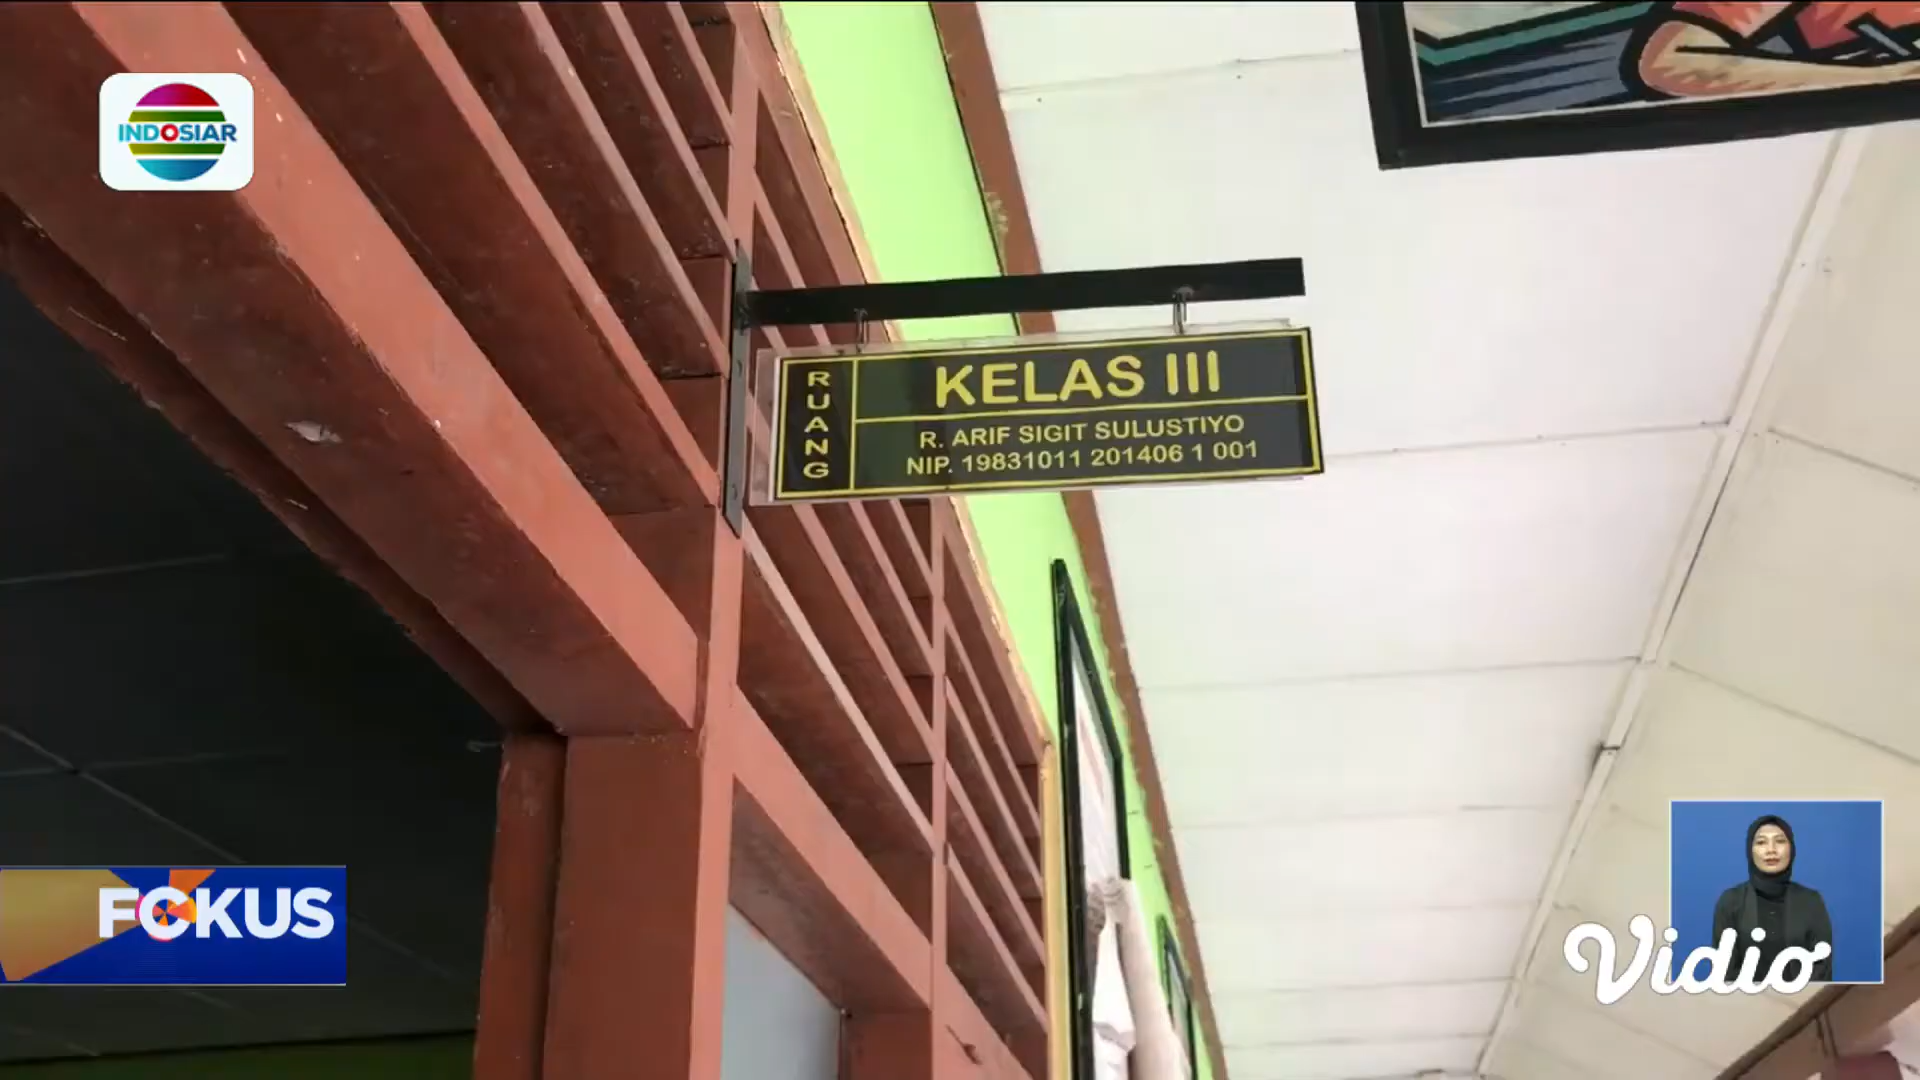 INDOSIAR
RUANG
KELAS III
R. ARIF SIGIT SULUSTIYO
NIP. 19831011 201406 1 001
FOKUS
Vidio